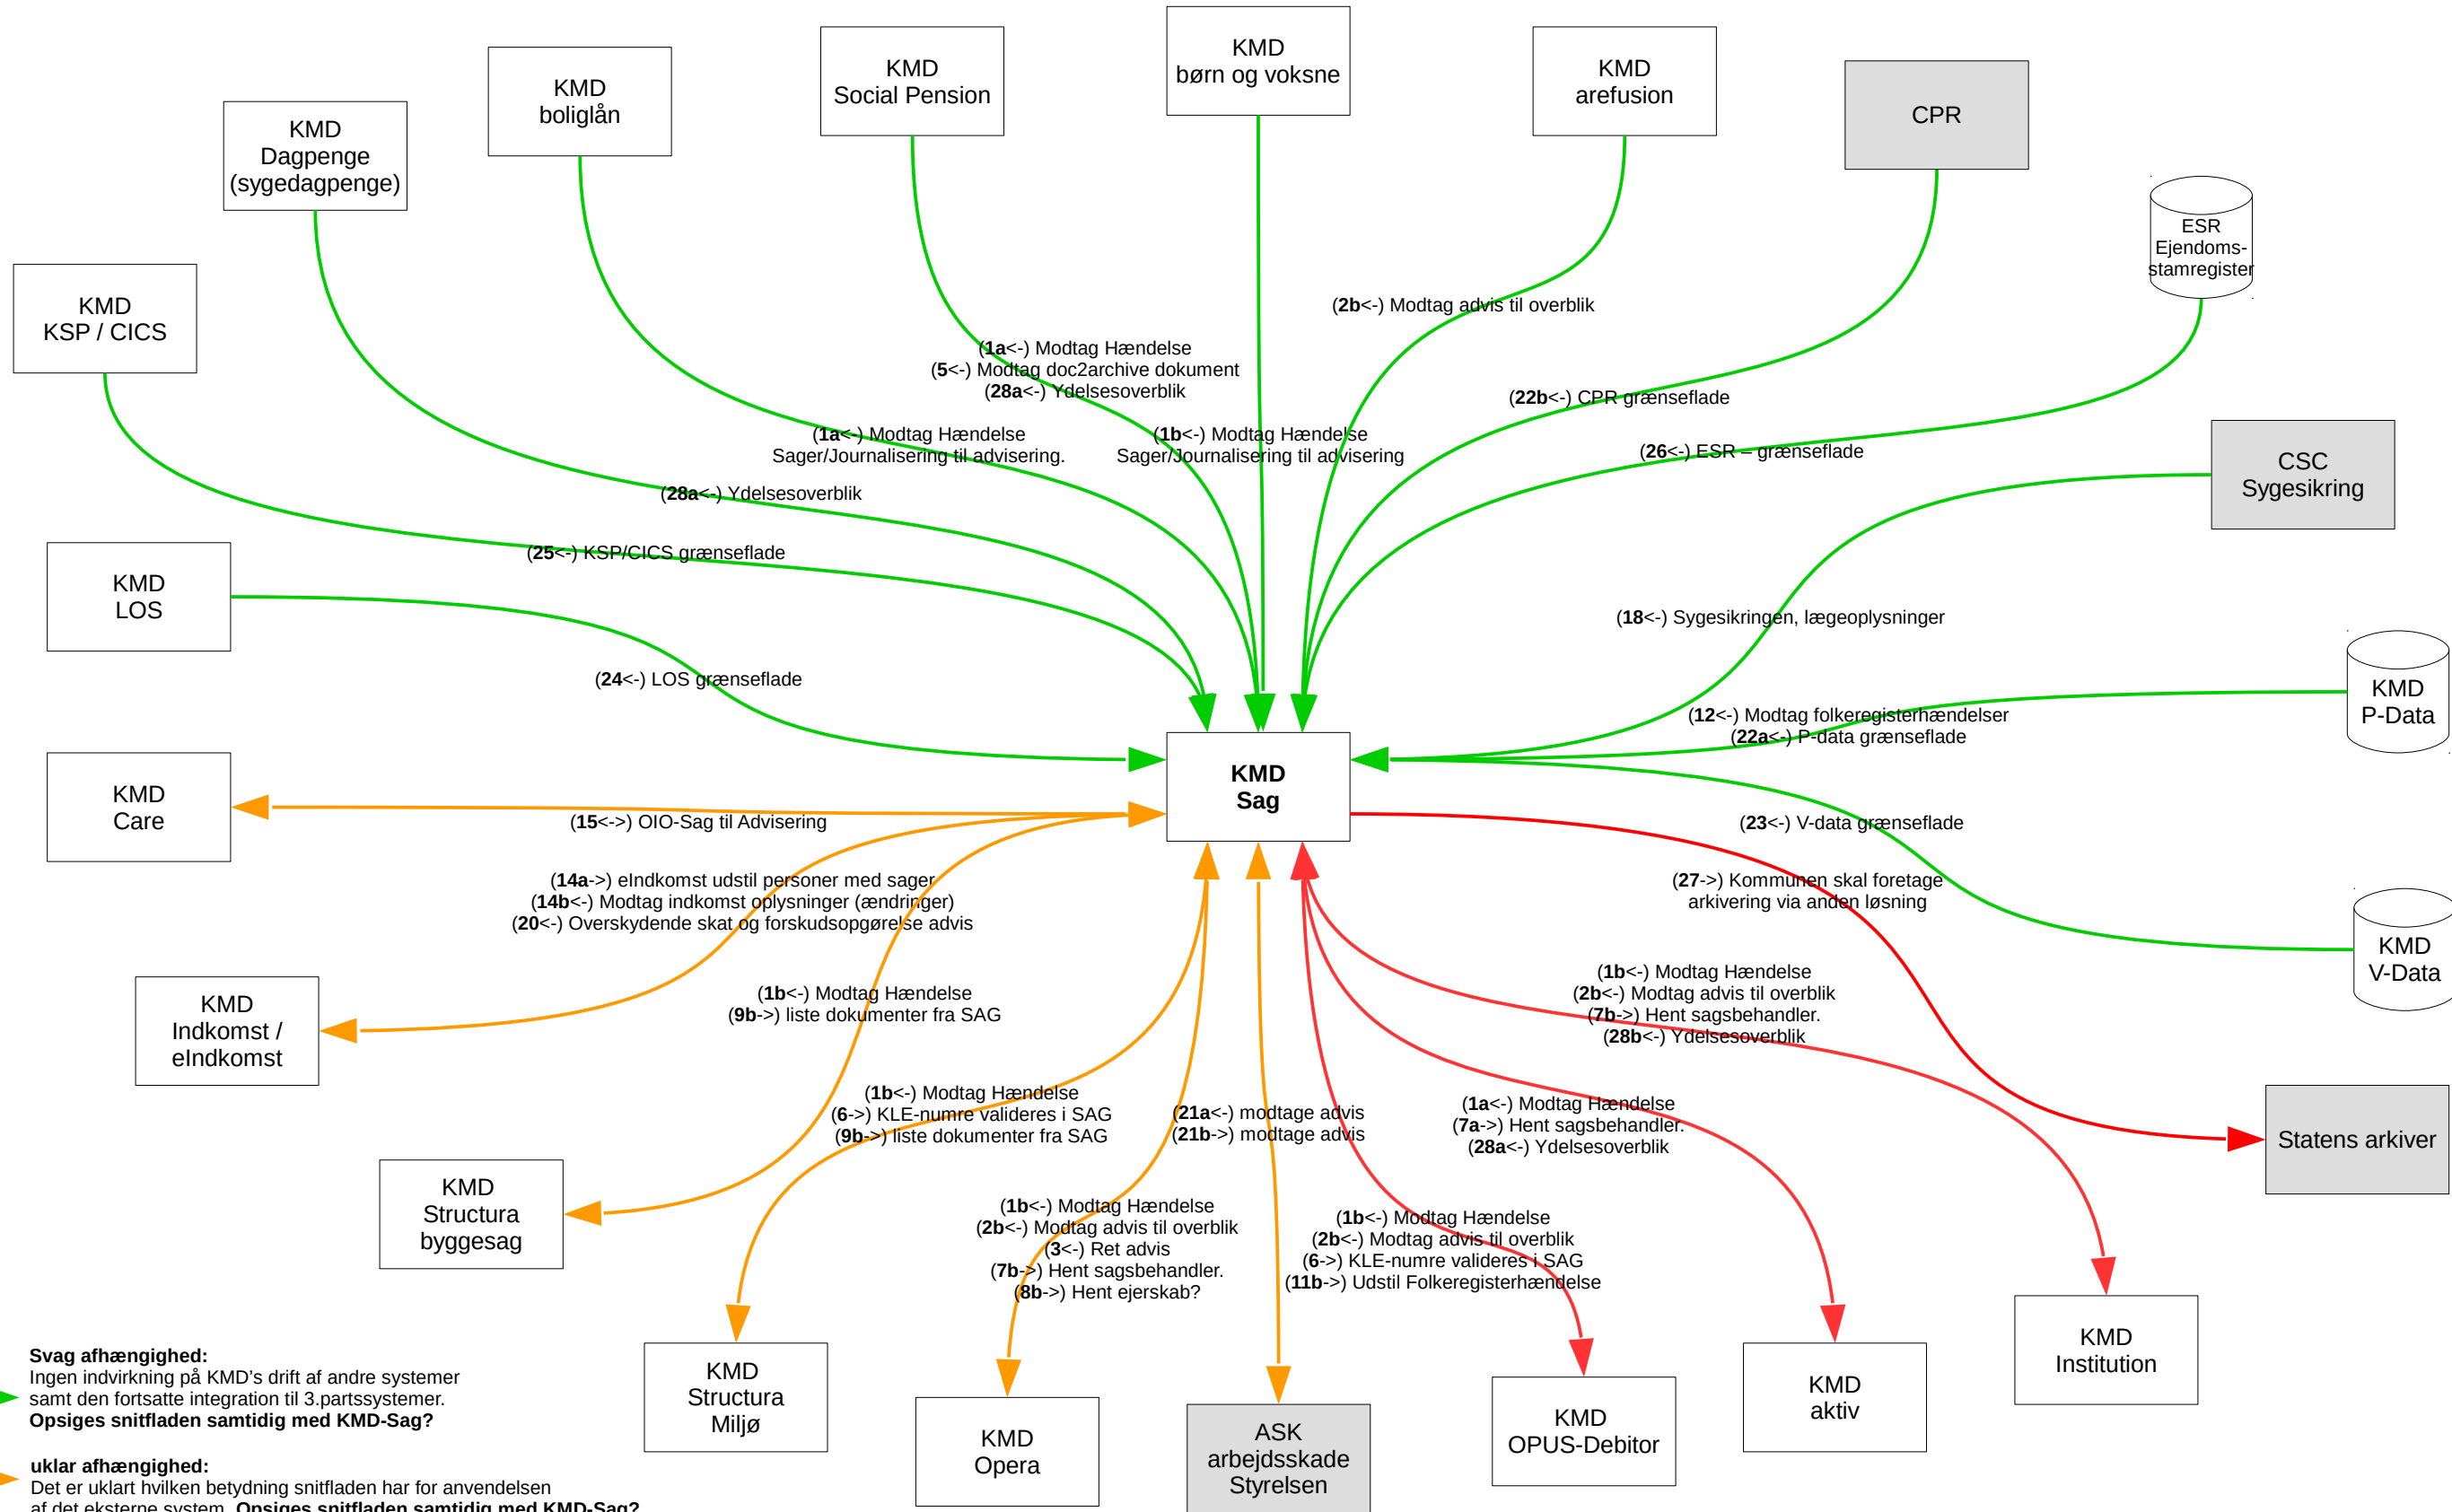 KMD
børn og voksne
KMD
Social Pension
KMD
arefusion
KMD
boliglån
CPR
KMD
Dagpenge
(sygedagpenge)
ESR
Ejendoms-
stamregister
KMD
KSP / CICS
(2b<-) Modtag advis til overblik
(1a<-) Modtag Hændelse
(5<-) Modtag doc2archive dokument
(28a<-) Ydelsesoverblik
(22b<-) CPR grænseflade
(1a<-) Modtag Hændelse
Sager/Journalisering til advisering.
(1b<-) Modtag Hændelse
Sager/Journalisering til advisering
(26<-) ESR – grænseflade
CSC
Sygesikring
(28a<-) Ydelsesoverblik
(25<-) KSP/CICS grænseflade
KMD
LOS
(18<-) Sygesikringen, lægeoplysninger
(24<-) LOS grænseflade
KMD
P-Data
(12<-) Modtag folkeregisterhændelser
(22a<-) P-data grænseflade
KMD
Sag
KMD
Care
(15<->) OIO-Sag til Advisering
(23<-) V-data grænseflade
(14a->) eIndkomst udstil personer med sager
(14b<-) Modtag indkomst oplysninger (ændringer)
(20<-) Overskydende skat og forskudsopgørelse advis
(27->) Kommunen skal foretage
arkivering via anden løsning
KMD
V-Data
(1b<-) Modtag Hændelse
(2b<-) Modtag advis til overblik
(7b->) Hent sagsbehandler.
(28b<-) Ydelsesoverblik
KMD
Indkomst /
eIndkomst
(1b<-) Modtag Hændelse
(9b->) liste dokumenter fra SAG
(1b<-) Modtag Hændelse
(6->) KLE-numre valideres i SAG
(9b->) liste dokumenter fra SAG
(21a<-) modtage advis
(21b->) modtage advis
(1a<-) Modtag Hændelse
(7a->) Hent sagsbehandler.
(28a<-) Ydelsesoverblik
Statens arkiver
KMD
Structura
byggesag
(1b<-) Modtag Hændelse
(2b<-) Modtag advis til overblik
(3<-) Ret advis
(7b->) Hent sagsbehandler.
(8b->) Hent ejerskab?
(1b<-) Modtag Hændelse
(2b<-) Modtag advis til overblik
(6->) KLE-numre valideres i SAG
(11b->) Udstil Folkeregisterhændelse
KMD
Institution
Svag afhængighed:
Ingen indvirkning på KMD's drift af andre systemer
samt den fortsatte integration til 3.partssystemer.
Opsiges snitfladen samtidig med KMD-Sag?
KMD
Structura
Miljø
KMD
Opera
ASK
arbejdsskade
Styrelsen
KMD
OPUS-Debitor
KMD
aktiv
uklar afhængighed:
Det er uklart hvilken betydning snitfladen har for anvendelsen
af det eksterne system. Opsiges snitfladen samtidig med KMD-Sag?